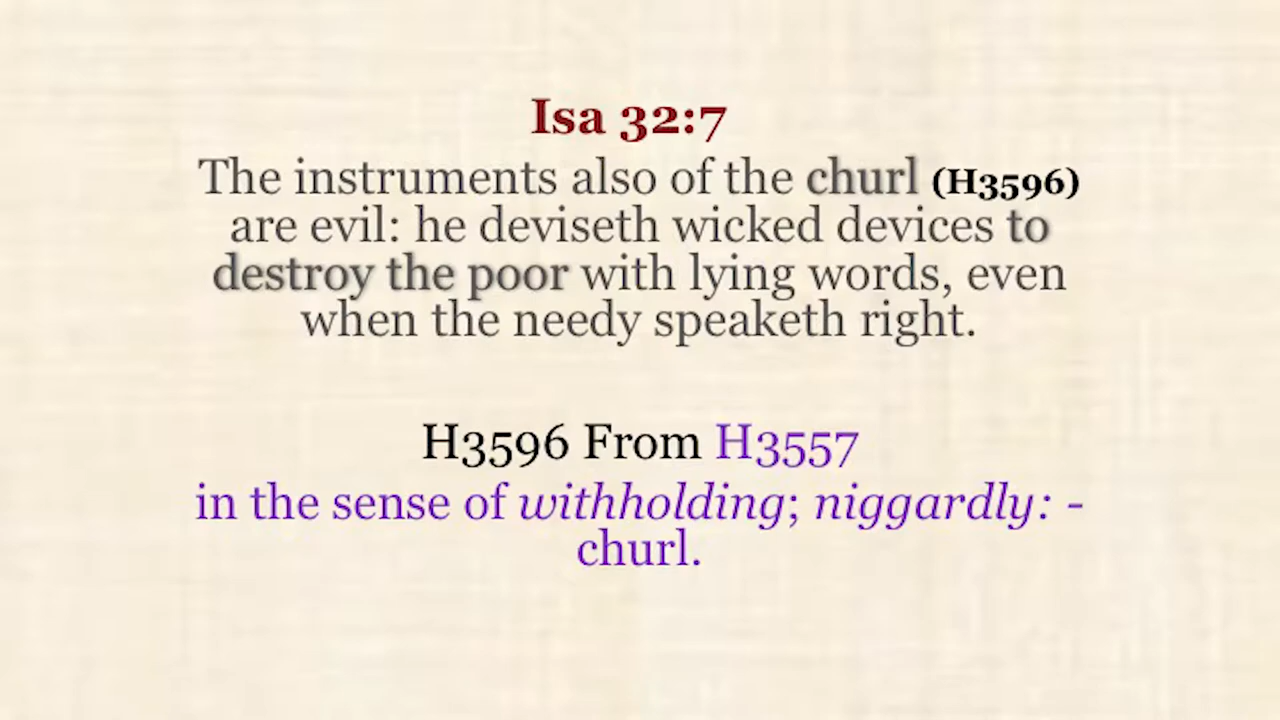 Isa 32:7
The instruments also of the churl (H3596)
are evil: he deviseth wicked devices to
destroy the poor with lying words, even
when the needy speaketh right.
H3596 From H3557
in the sense of withholding; niggardly: -
churl.